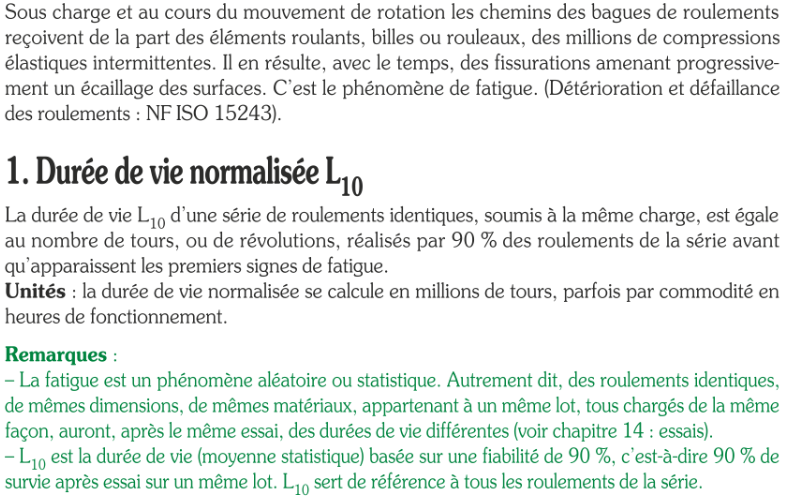 Sous charge et au cours du mouvement de rotation les chemins des bagues de roulements
reçoivent de la part des éléments roulants, billes ou rouleaux, des millions de compressions
élastiques intermittentes. Il en résulte, avec le temps, des fissurations amenant progressive-
ment un écaillage des surfaces. C’est le phénomène de fatigue. (Détérioration et défaillance
des roulements : NF ISO 15243).
1. Durée de vie normalisée L10
La durée de vie L10 d’une série de roulements identiques, soumis à la même charge, est égale
au nombre de tours, ou de révolutions, réalisés par 90 % des roulements de la série avant
qu’apparaissent les premiers signes de fatigue.
Unités : la durée de vie normalisée se calcule en millions de tours, parfois par commodité en
heures de fonctionnement.
Remarques :
– La fatigue est un phénomène aléatoire ou statistique. Autrement dit, des roulements identiques,
de mêmes dimensions, de mêmes matériaux, appartenant à un même lot, tous chargés de la même
façon, auront, après le même essai, des durées de vie différentes (voir chapitre 14 : essais).
– L10 est la durée de vie (moyenne statistique) basée sur une fiabilité de 90 %, c’est-à-dire 90 % de
survie après essai sur un même lot. L10 sert de référence à tous les roulements de la série.